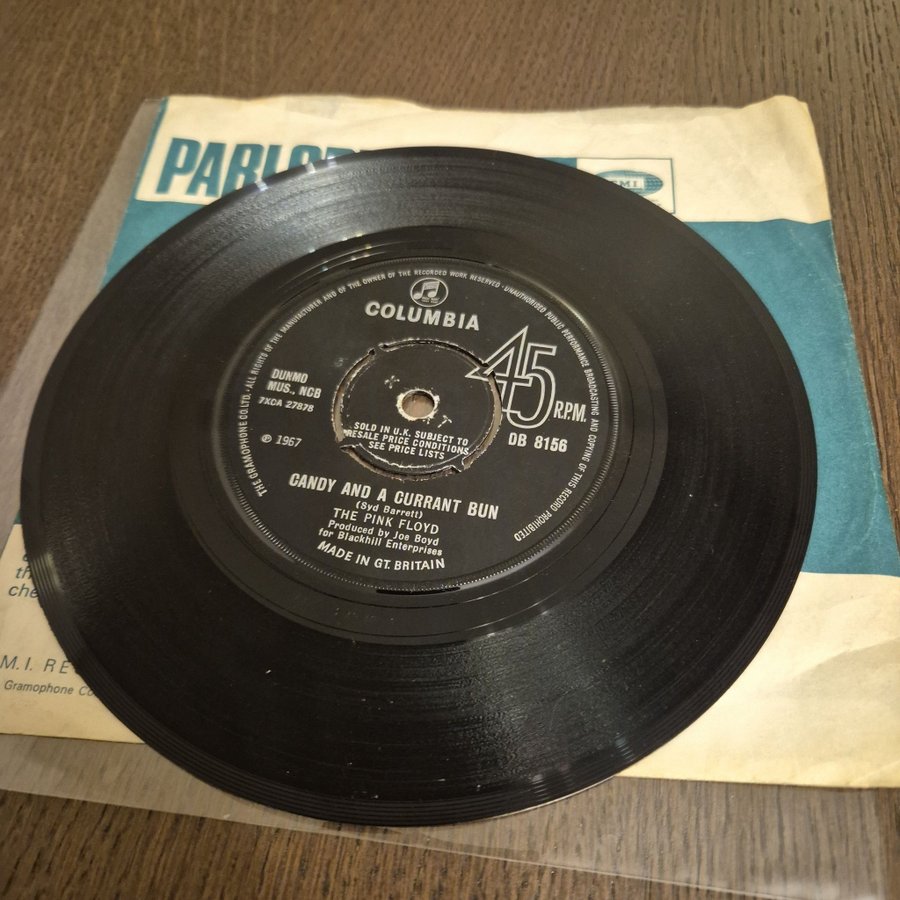 PARLO
E.M.I.
ALL RIGHTS OF THE MANUFACTURER AND OF THE OWNER OF THE RECORDED WORK RESERVED · UNAUTHORISED PUBLIC PERFORMANCE BROADCASTING AND COPYING OF THIS RECORD PROHIBITED
THE GRAMOPHONE CO. LTD.
COLUMBIA
45
R.P.M.
DUNMO
MUS., NCB
7XCA 27878
℗ 1967
DB 8156
SOLD IN U.K. SUBJECT TO
RESALE PRICE CONDITIONS,
SEE PRICE LISTS
CANDY AND A CURRANT BUN
(Syd Barrett)
THE PINK FLOYD
Produced by Joe Boyd
for Blackhill Enterprises
MADE IN GT. BRITAIN
th
che
M.I. RE
Gramophone Co